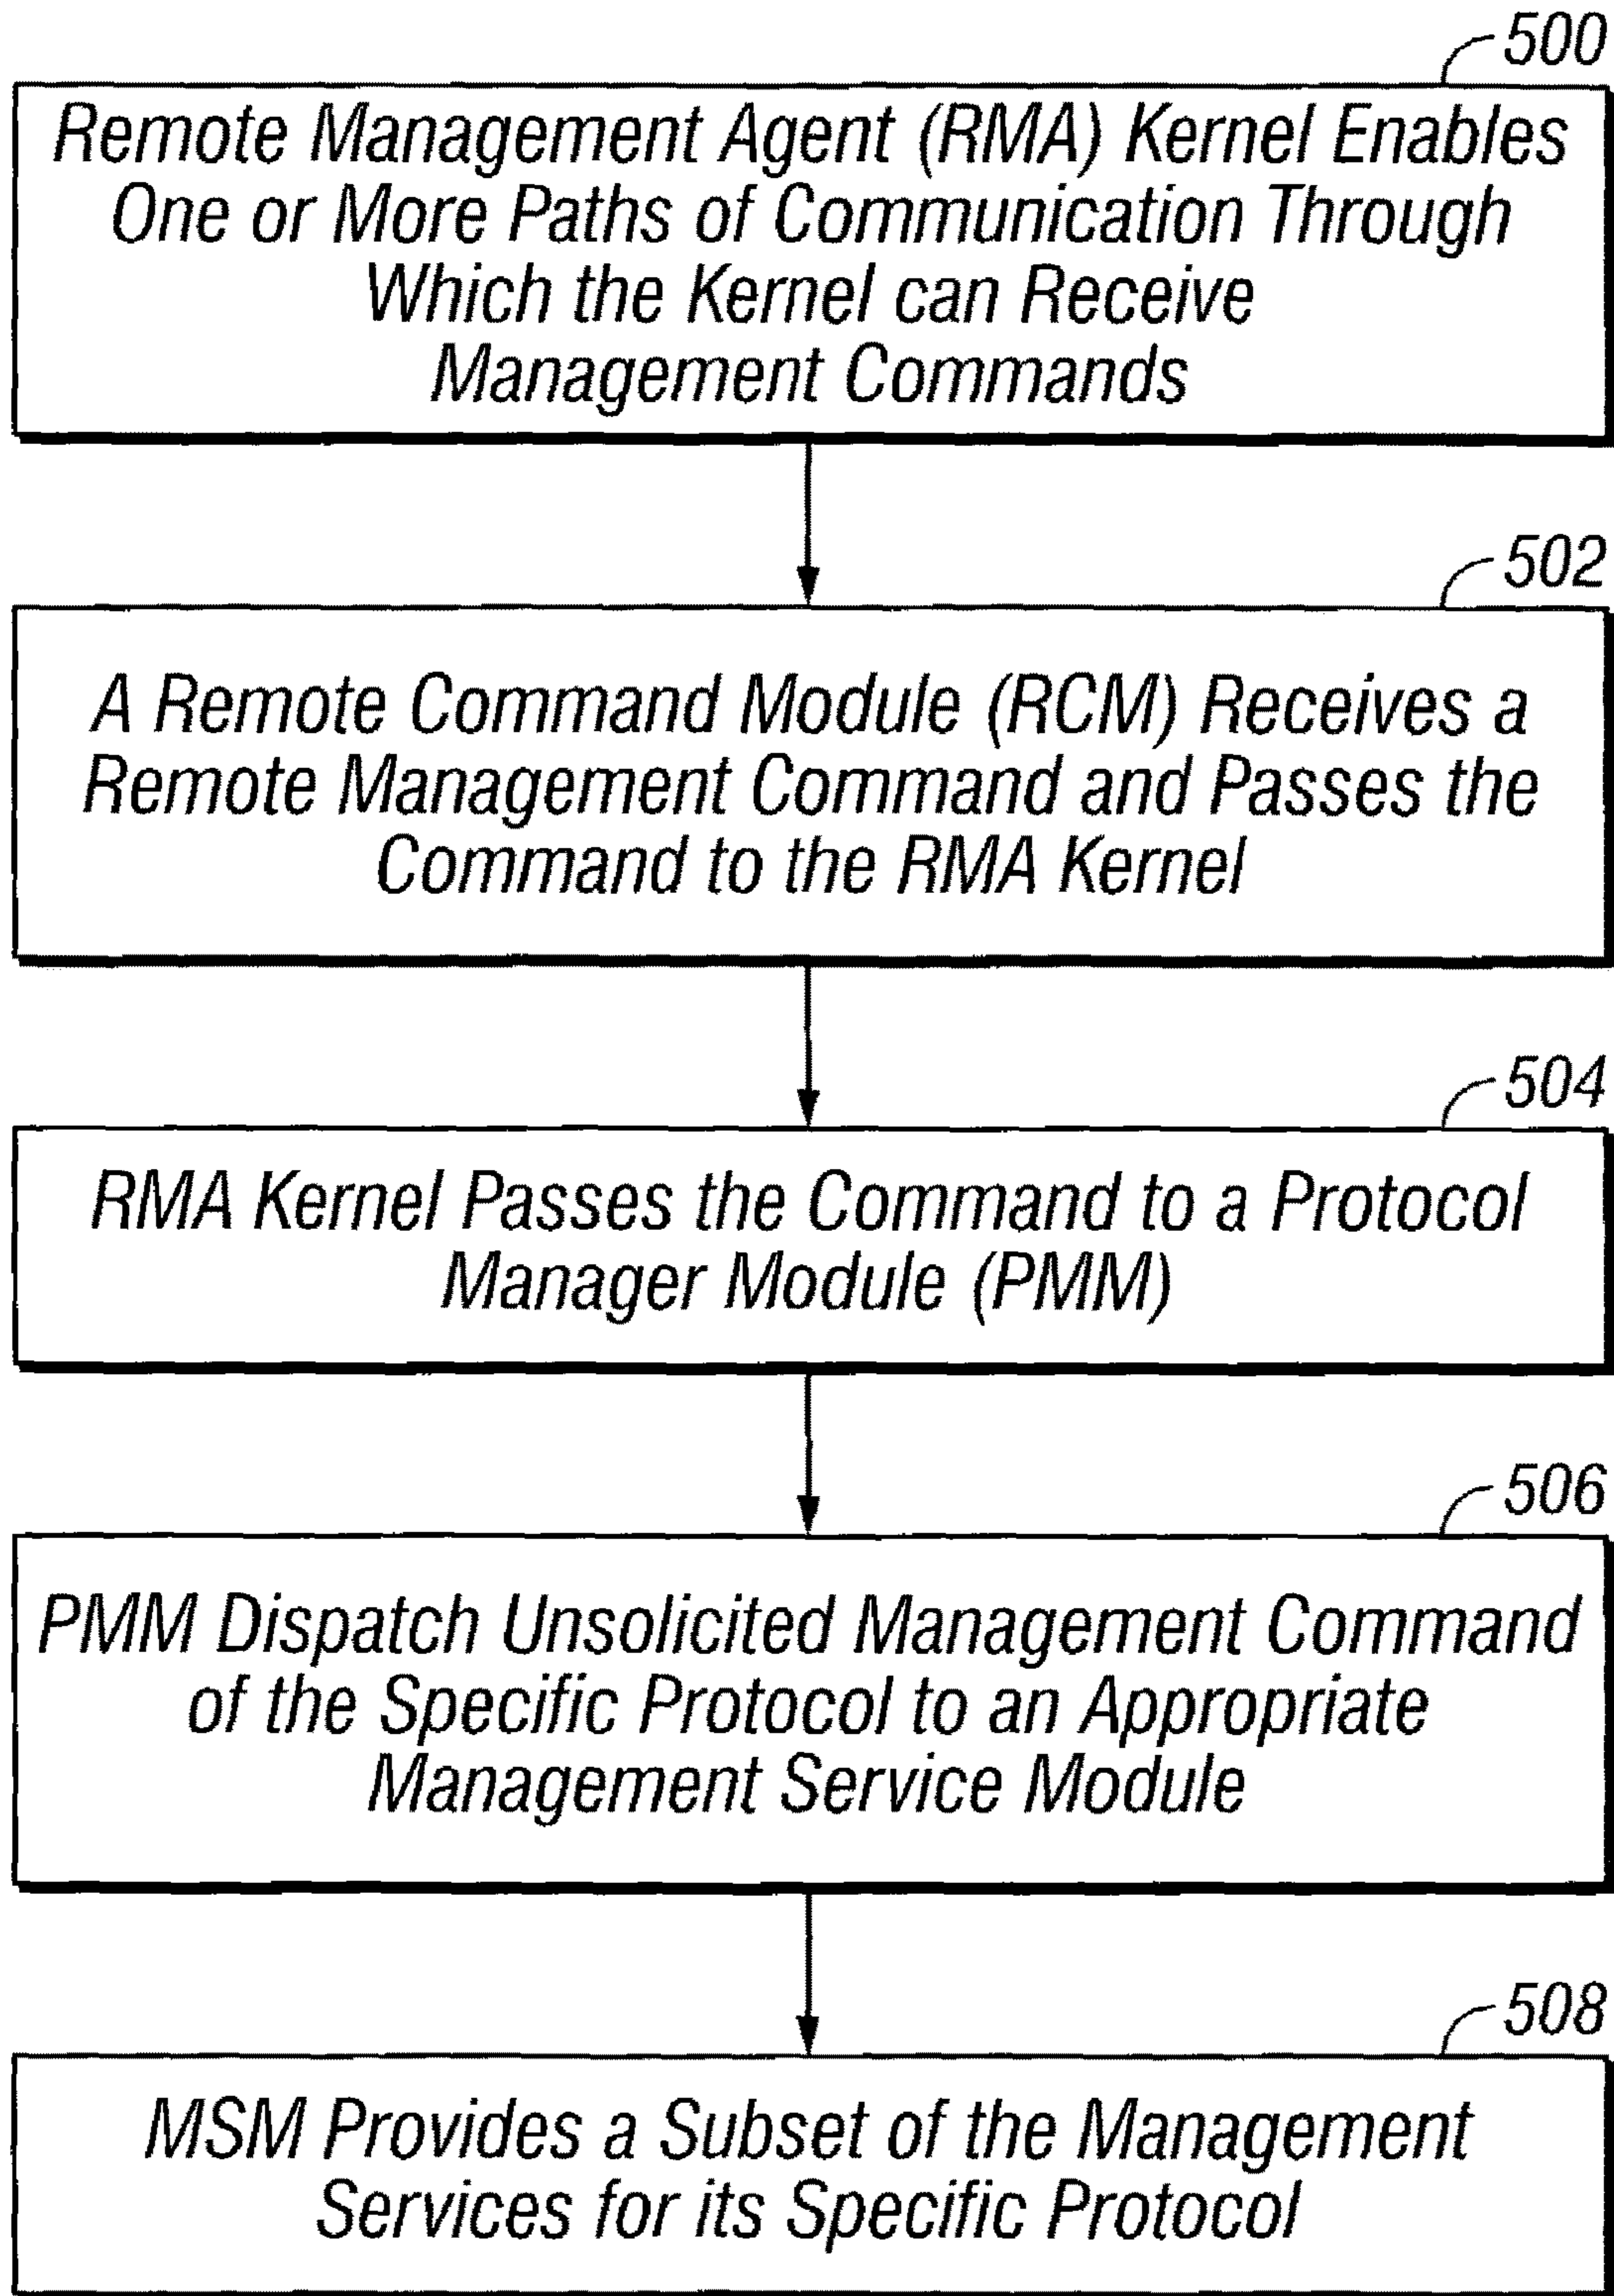 500
Remote Management Agent (RMA) Kernel Enables
One or More Paths of Communication Through
Which the Kernel can Receive
Management Commands
502
A Remote Command Module (RCM) Receives a
Remote Management Command and Passes the
Command to the RMA Kernel
504
RMA Kernel Passes the Command to a Protocol
Manager Module (PMM)
506
PMM Dispatch Unsolicited Management Command
of the Specific Protocol to an Appropriate
Management Service Module
508
MSM Provides a Subset of the Management
Services for its Specific Protocol